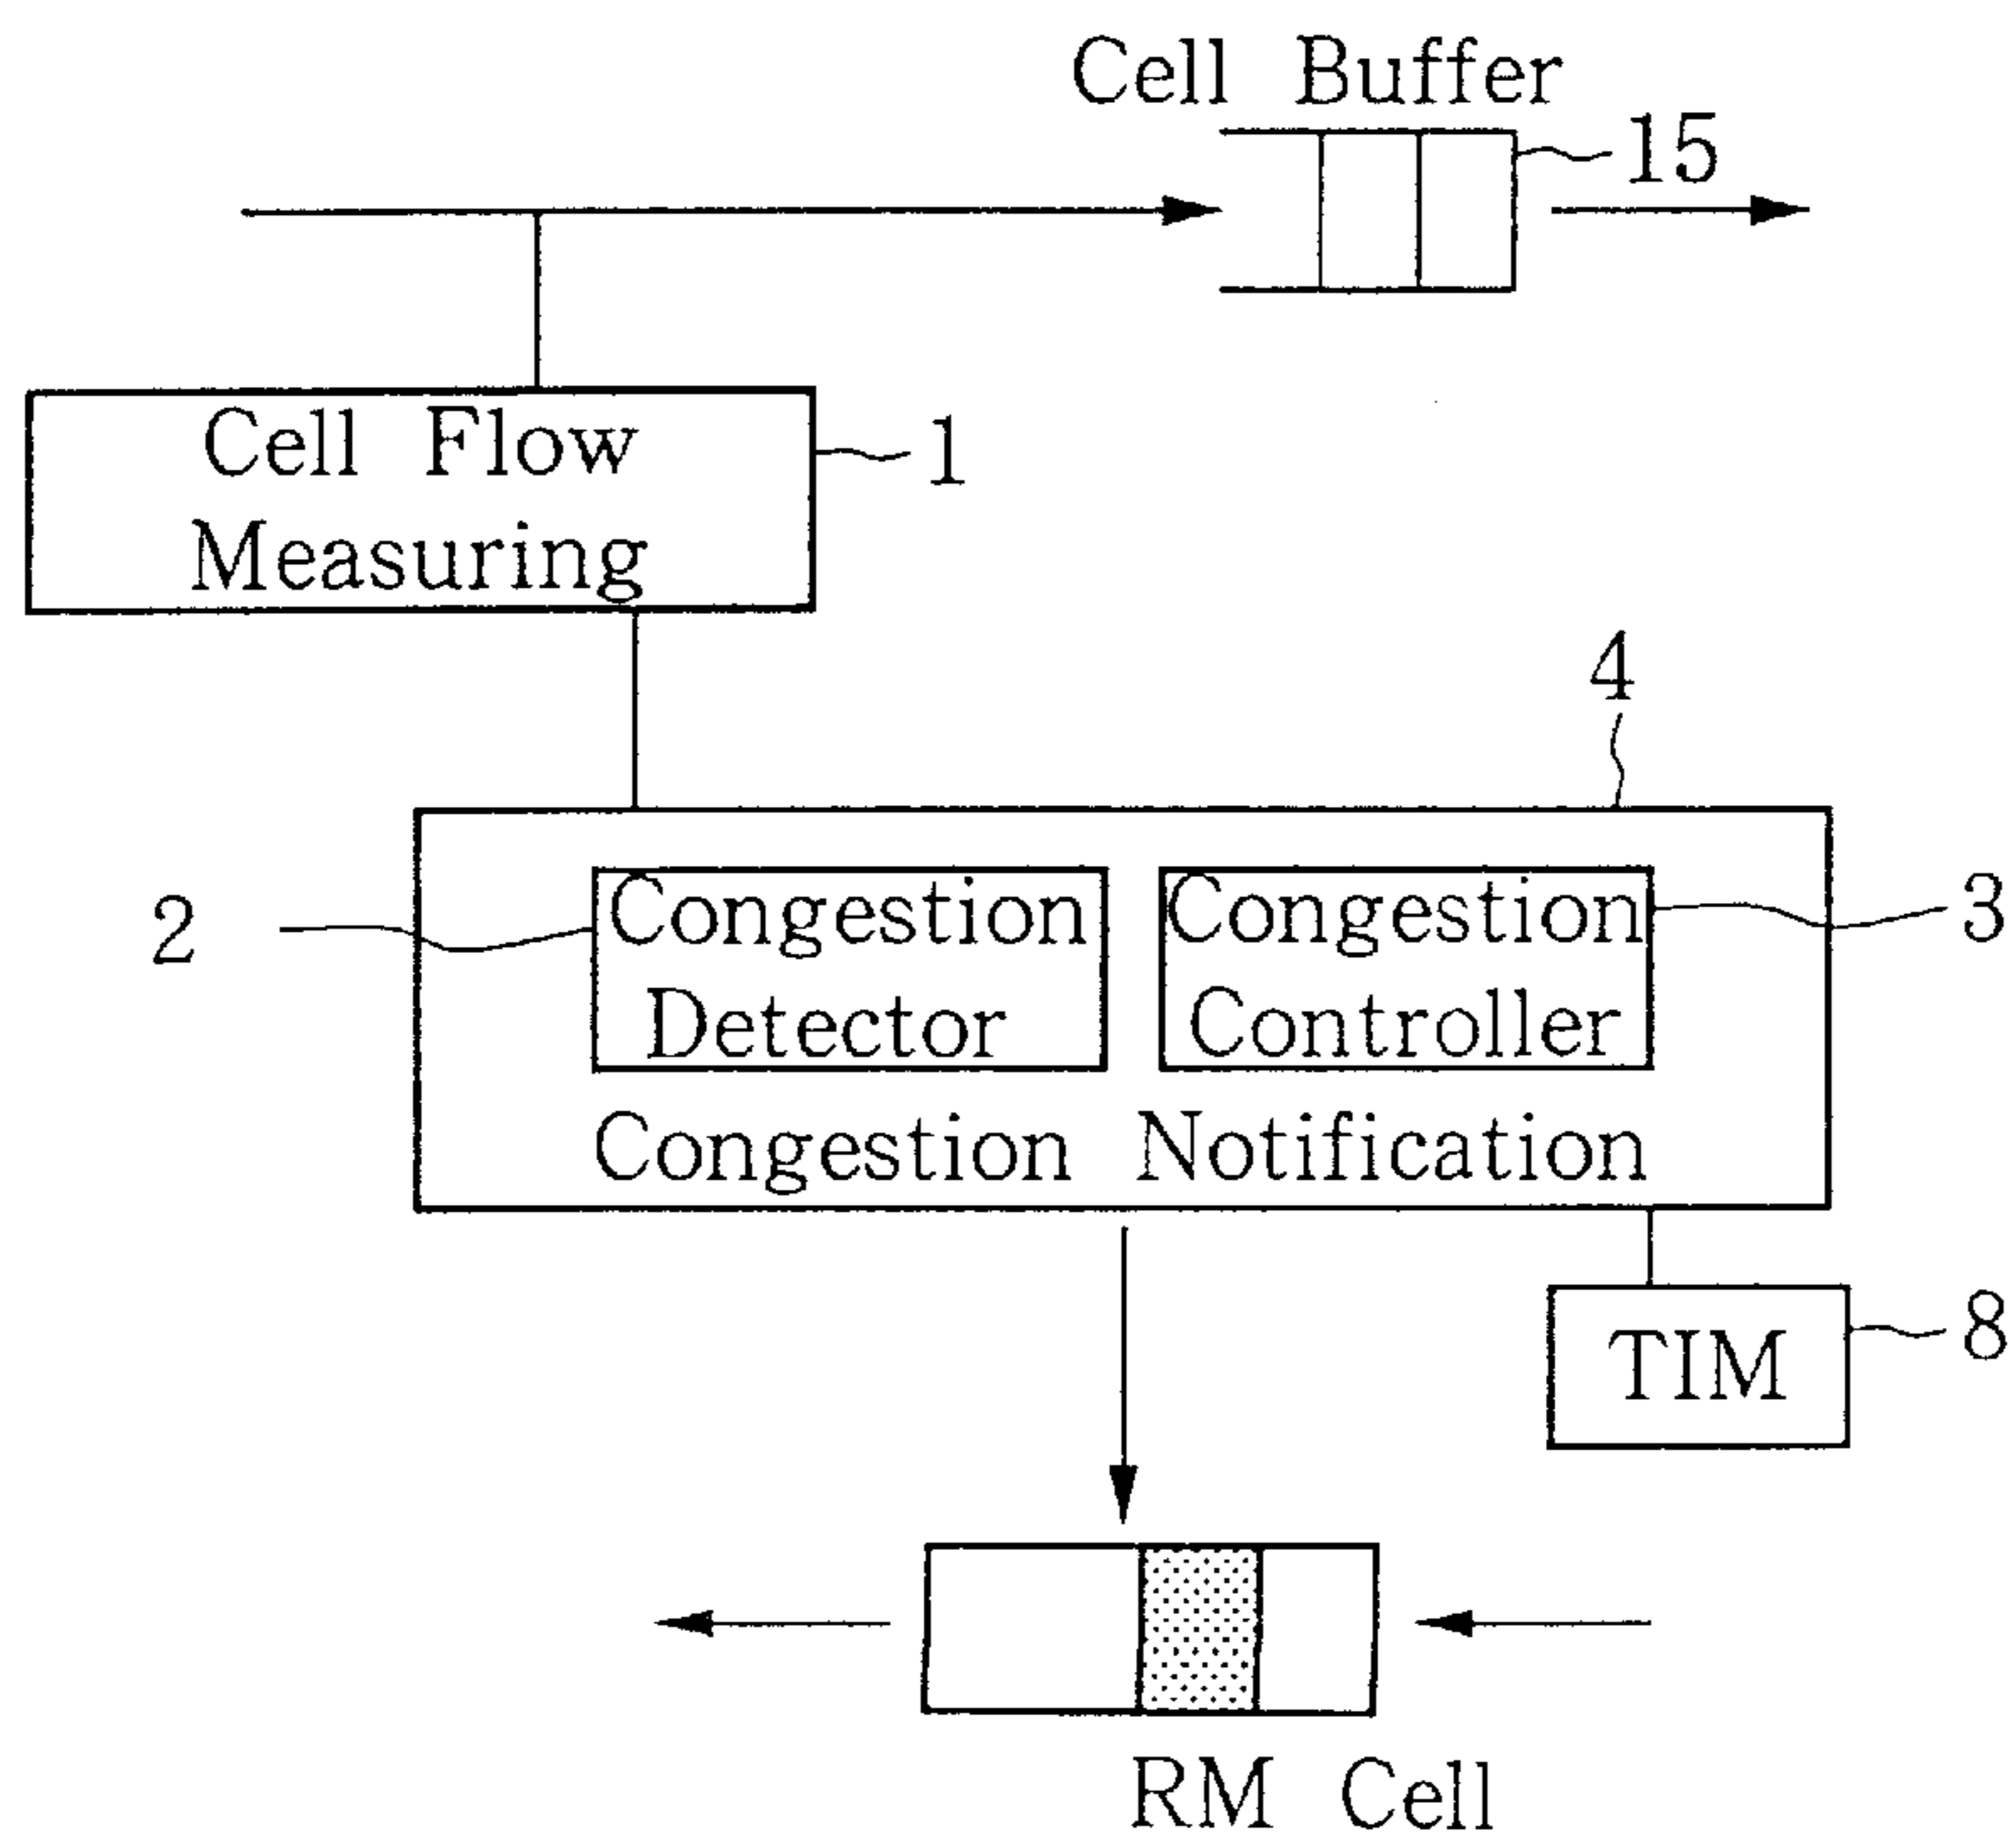 Cell Buffer
15
Cell Flow
Measuring
1
4
2
Congestion
Detector
Congestion
Controller
3
Congestion Notification
TIM
8
RM Cell